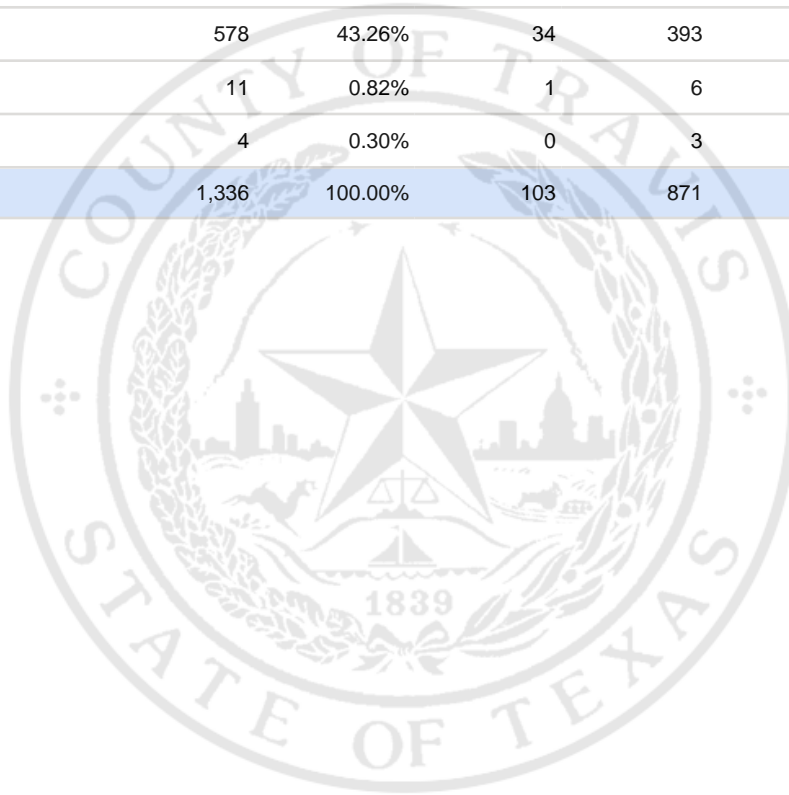 578 43.26% 34 393
11 0.82% 1 6
4 0.30% 0 3
1,336 100.00% 103 871
COUNTY OF TRAVIS
1839
STATE OF TEXAS